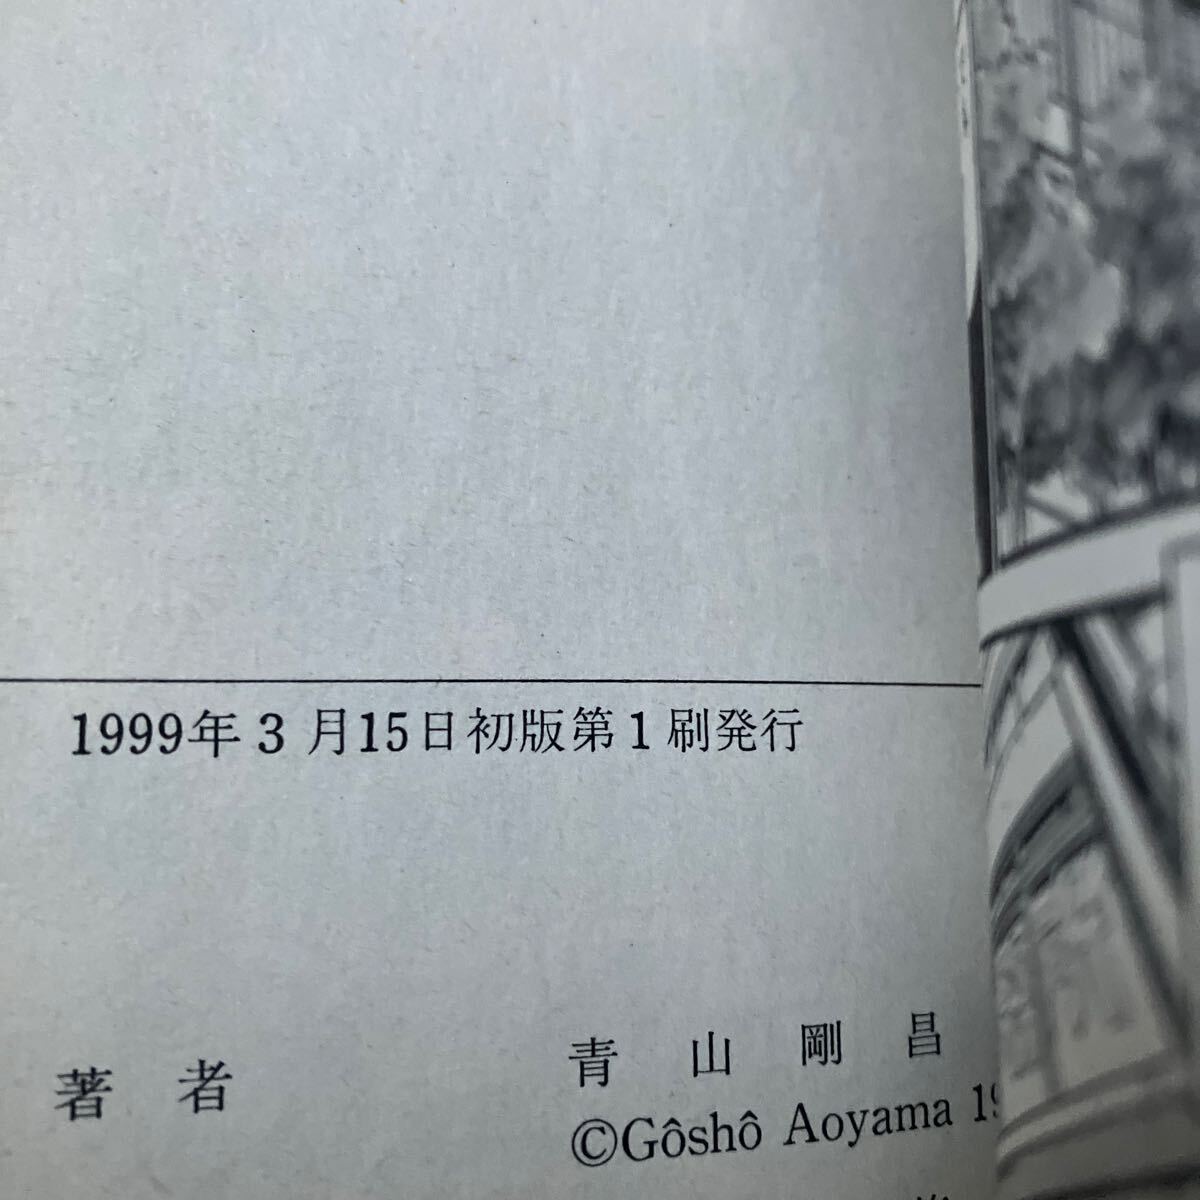 1999年3月15日初版第1刷発行
著者 青山剛昌
©Gôshô Aoyama